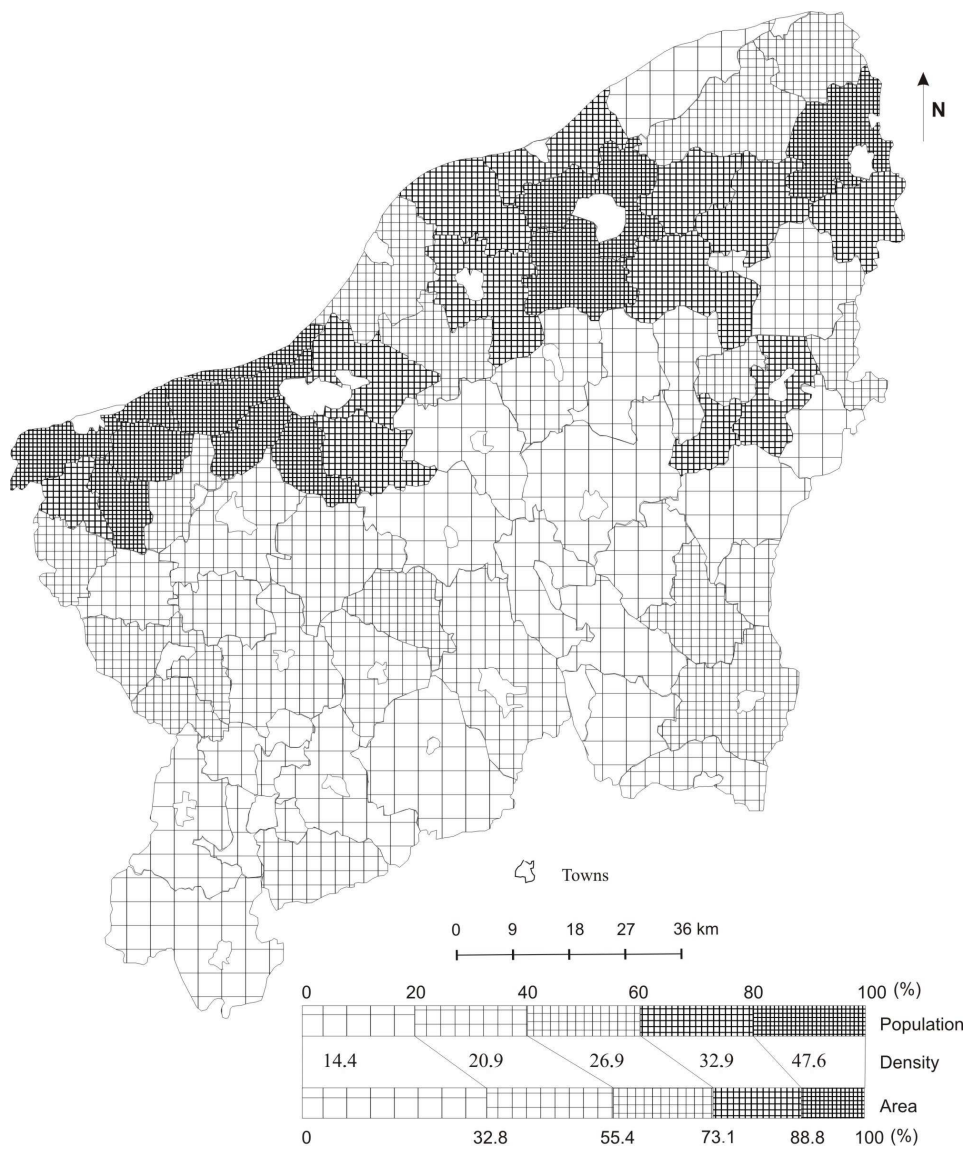 N
Towns
0 9 18 27 36 km
0 20 40 60 80 100 (%)
Population
14.4 20.9 26.9 32.9 47.6 Density
Area
0 32.8 55.4 73.1 88.8 100 (%)